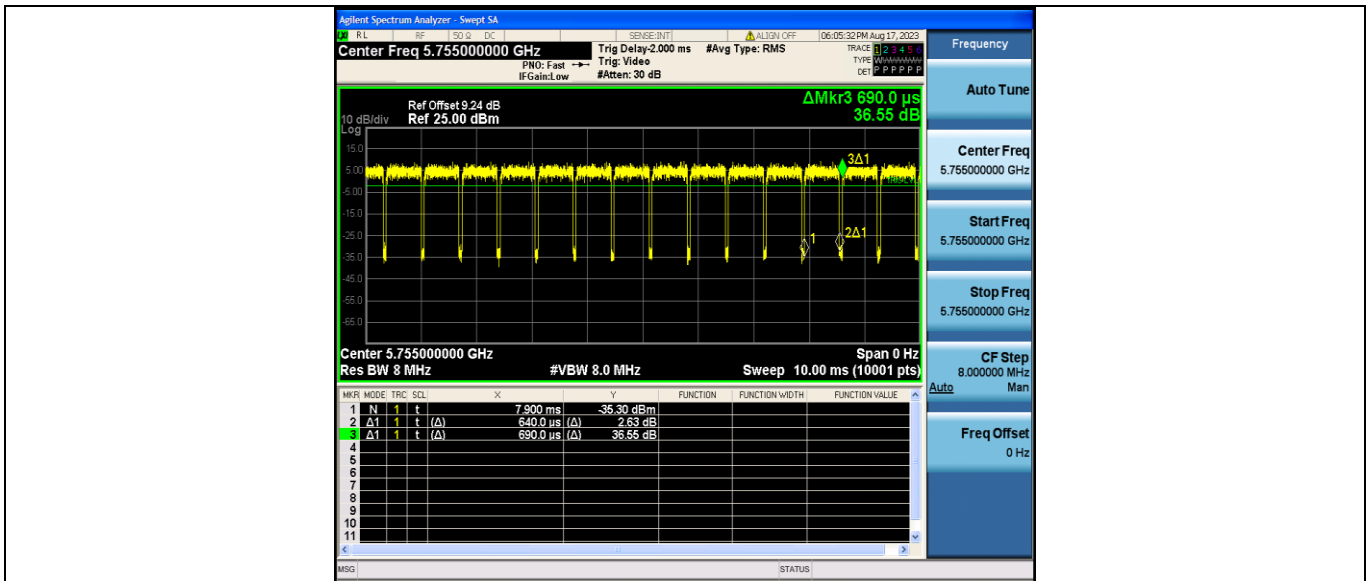 Agilent Spectrum Analyzer - Swept SA
RL RF 50 Ω DC SENSE:INT ALIGN OFF 06:05:32 PM Aug 17, 2023
Center Freq 5.755000000 GHz
PNO: Fast
IFGain:Low
Trig Delay-2.000 ms
Trig: Video
#Atten: 30 dB
#Avg Type: RMS
TRACE 1 2 3 4 5 6
TYPE
DET P P P P P P
Ref Offset 9.24 dB
10 dB/div Ref 25.00 dBm
Log
ΔMkr3 690.0 µs
36.55 dB
15.0
5.00
-5.00
-15.0
-25.0
-35.0
-45.0
-55.0
-65.0
3Δ1
1
2Δ1
Center 5.755000000 GHz Span 0 Hz
Res BW 8 MHz #VBW 8.0 MHz Sweep 10.00 ms (10001 pts)
MKR MODE TRC SCL X Y FUNCTION FUNCTION WIDTH FUNCTION VALUE
1 N 1 t 7.900 ms -35.30 dBm
2 Δ1 1 t (Δ) 640.0 µs (Δ) 2.63 dB
3 Δ1 1 t (Δ) 690.0 µs (Δ) 36.55 dB
4
5
6
7
8
9
10
11
MSG STATUS
Frequency
Auto Tune
Center Freq
5.755000000 GHz
Start Freq
5.755000000 GHz
Stop Freq
5.755000000 GHz
CF Step
8.000000 MHz
Auto Man
Freq Offset
0 Hz